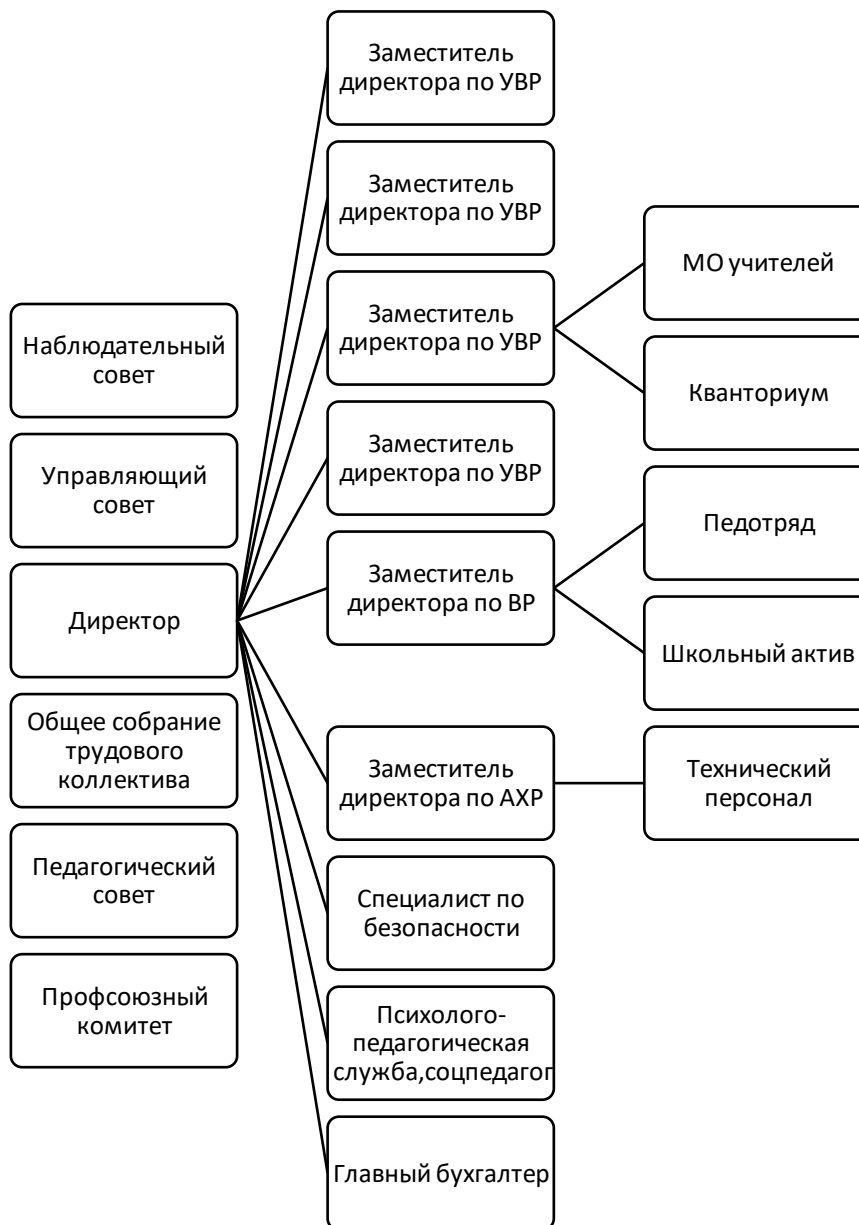 Наблюдательный
совет
Управляющий
совет
Директор
Общее собрание
трудового
коллектива
Педагогический
совет
Профсоюзный
комитет
Заместитель
директора по УВР
Заместитель
директора по УВР
Заместитель
директора по УВР
Заместитель
директора по УВР
Заместитель
директора по ВР
Заместитель
директора по АХР
Специалист по
безопасности
Психолого-
педагогическая
служба,соцпедагог
Главный бухгалтер
МО учителей
Кванториум
Педотряд
Школьный актив
Технический
персонал